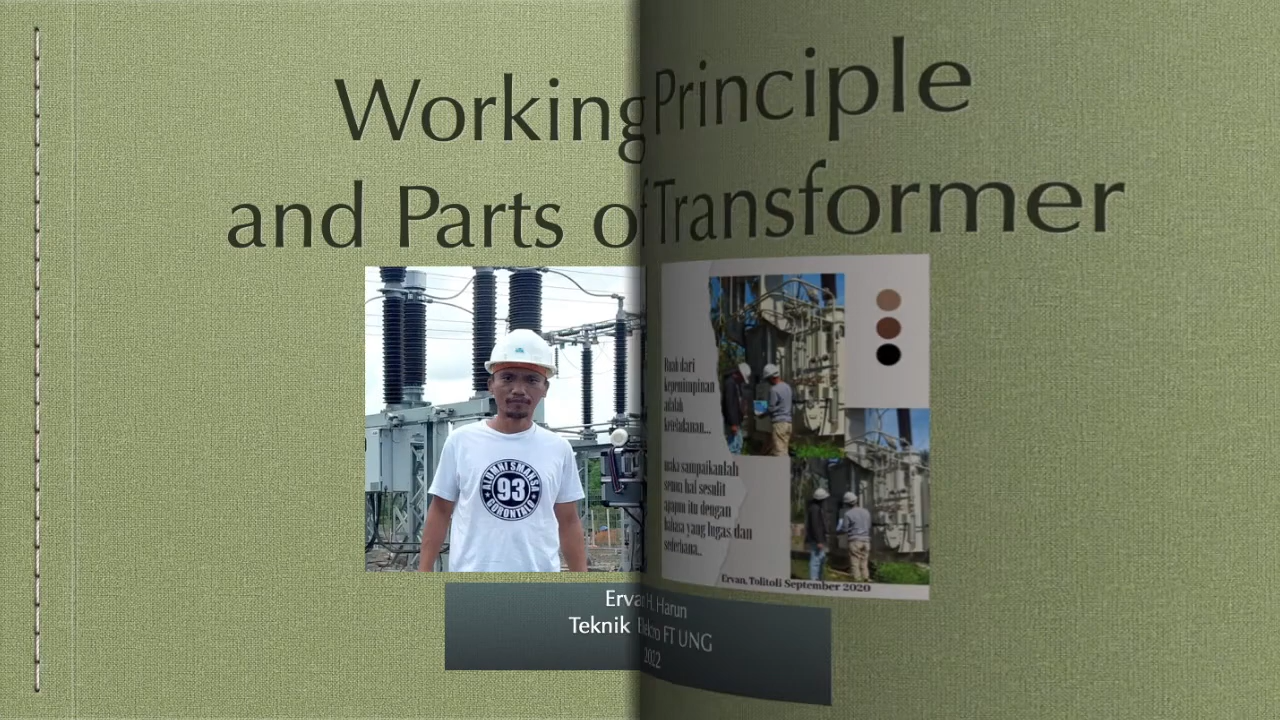 Working Principle
and Parts of Transformer
ALUMNI SMANSA
93
GORONTALO
Buah dari
kepemimpinan
adalah
keteladanan...
maka sampaikanlah
semua hal sesulit
apapun itu dengan
bahasa yang lugas dan
sederhana..
Ervan, Tolitoli September 2020
Ervan H. Harun
Teknik Elektro FT UNG
2022